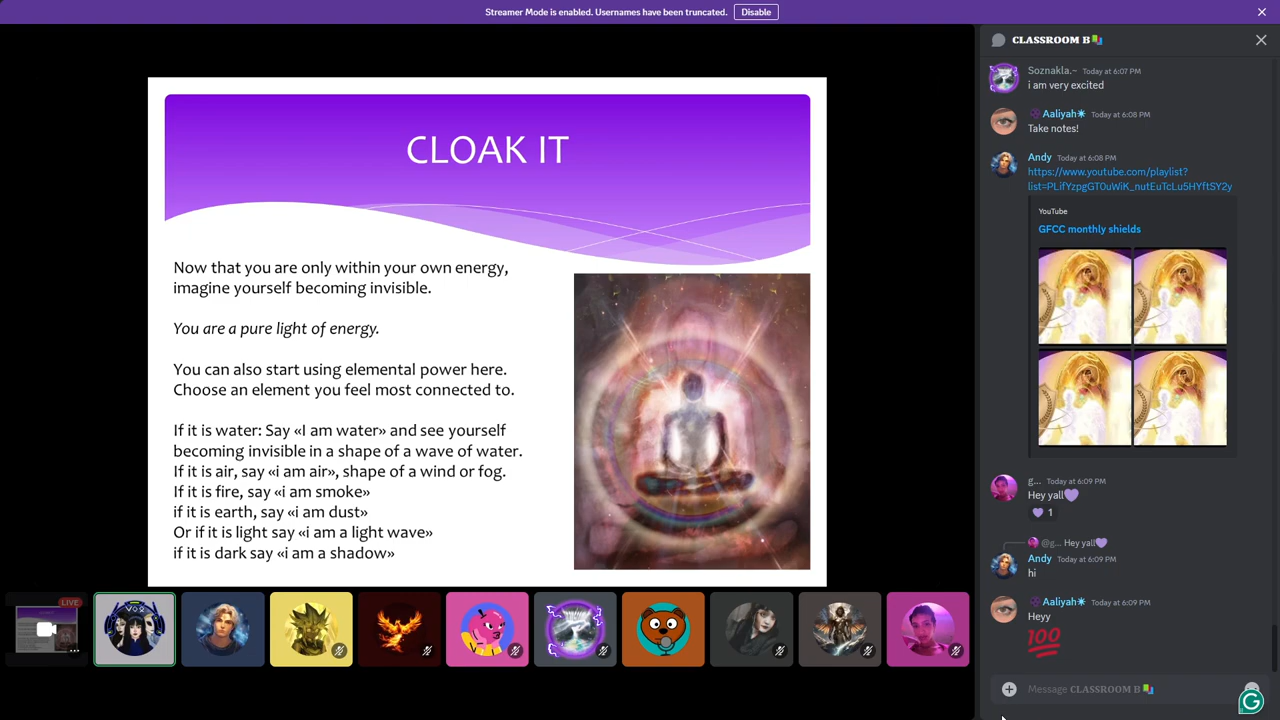 Streamer Mode is enabled. Usernames have been truncated. Disable
CLOAK IT
Now that you are only within your own energy,
imagine yourself becoming invisible.
You are a pure light of energy.
You can also start using elemental power here.
Choose an element you feel most connected to.
If it is water: Say «I am water» and see yourself
becoming invisible in a shape of a wave of water.
If it is air, say «i am air», shape of a wind or fog.
If it is fire, say «i am smoke»
if it is earth, say «i am dust»
Or if it is light say «i am a light wave»
if it is dark say «i am a shadow»
LIVE
CLASSROOM B
Soznakla.~ Today at 6:07 PM
i am very excited
Aaliyah Today at 6:08 PM
Take notes!
Andy Today at 6:08 PM
https://www.youtube.com/playlist?
list=PLifYzpgGT0uWiK_nutEuTcLu5HYftSY2y
YouTube
GFCC monthly shields
g... Today at 6:09 PM
Hey yall💜
💜 1
@g... Hey yall💜
Andy Today at 6:09 PM
hi
Aaliyah Today at 6:09 PM
Heyy
💯
Message CLASSROOM B